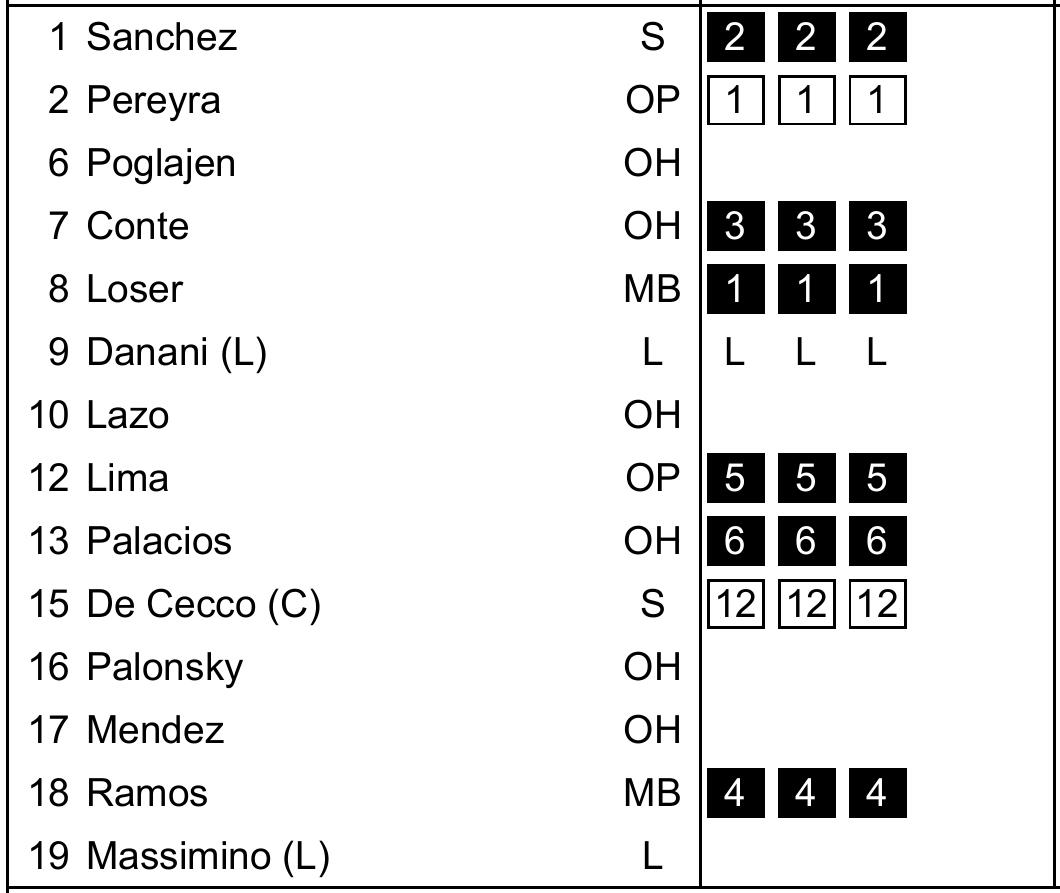 1 Sanchez S 2 2 2
2 Pereyra OP 1 1 1
6 Poglajen OH
7 Conte OH 3 3 3
8 Loser MB 1 1 1
9 Danani (L) L L L L
10 Lazo OH
12 Lima OP 5 5 5
13 Palacios OH 6 6 6
15 De Cecco (C) S 12 12 12
16 Palonsky OH
17 Mendez OH
18 Ramos MB 4 4 4
19 Massimino (L) L